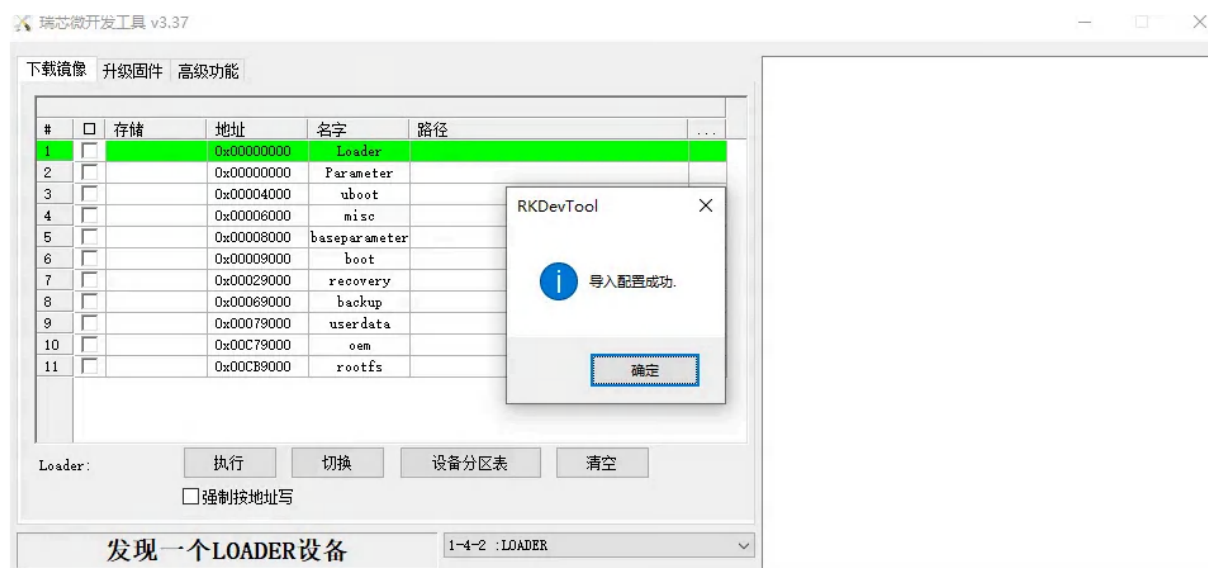 瑞芯微开发工具 v3.37
下载镜像 升级固件 高级功能
# 存储 地址 名字 路径 ...
1 0x00000000 Loader
2 0x00000000 Parameter
3 0x00004000 uboot
4 0x00006000 misc
5 0x00008000 baseparameter
6 0x00009000 boot
7 0x00029000 recovery
8 0x00069000 backup
9 0x00079000 userdata
10 0x00C79000 oem
11 0x00CB9000 rootfs
RKDevTool
导入配置成功.
确定
Loader: 执行 切换 设备分区表 清空
强制按地址写
发现一个LOADER设备 1-4-2 :LOADER